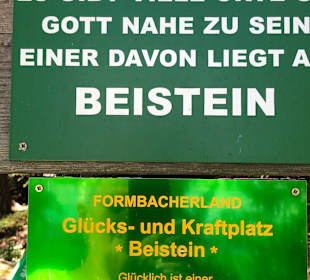 GOTT NAHE ZU SEIN
EINER DAVON LIEGT A
BEISTEIN
FORMBACHERLAND
Glücks- und Kraftplatz
* Beistein *
Glücklich ist einer